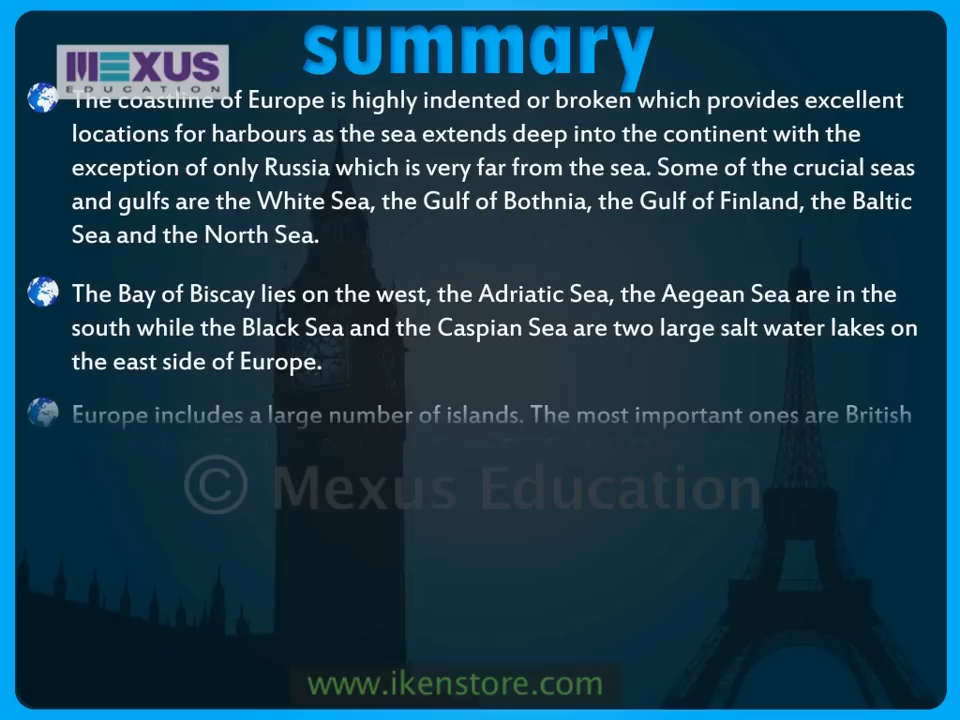 summary
MEXUS
EDUCATION
The coastline of Europe is highly indented or broken which provides excellent
locations for harbours as the sea extends deep into the continent with the
exception of only Russia which is very far from the sea. Some of the crucial seas
and gulfs are the White Sea, the Gulf of Bothnia, the Gulf of Finland, the Baltic
Sea and the North Sea.
The Bay of Biscay lies on the west, the Adriatic Sea, the Aegean Sea are in the
south while the Black Sea and the Caspian Sea are two large salt water lakes on
the east side of Europe.
Europe includes a large number of islands. The most important ones are British
© Mexus Education
www.ikenstore.com